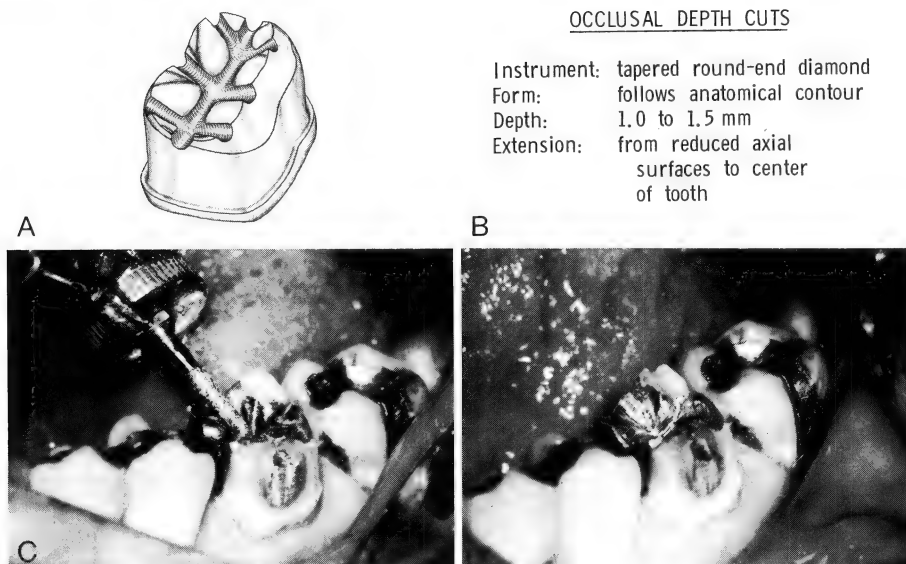 OCCLUSAL DEPTH CUTS
Instrument: tapered round-end diamond
Form: follows anatomical contour
Depth: 1.0 to 1.5 mm
Extension: from reduced axial
surfaces to center
of tooth
A
B
C